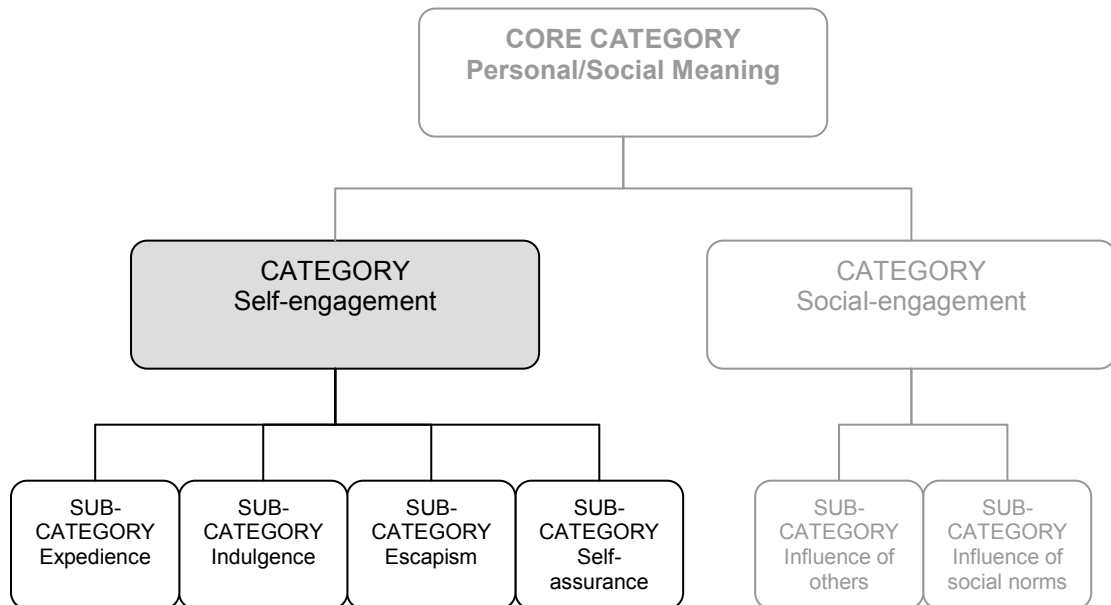 CORE CATEGORY
Personal/Social Meaning
CATEGORY
Self-engagement
CATEGORY
Social-engagement
SUB-
CATEGORY
Expedience
SUB-
CATEGORY
Indulgence
SUB-
CATEGORY
Escapism
SUB-
CATEGORY
Self-
assurance
SUB-
CATEGORY
Influence of
others
SUB-
CATEGORY
Influence of
social norms